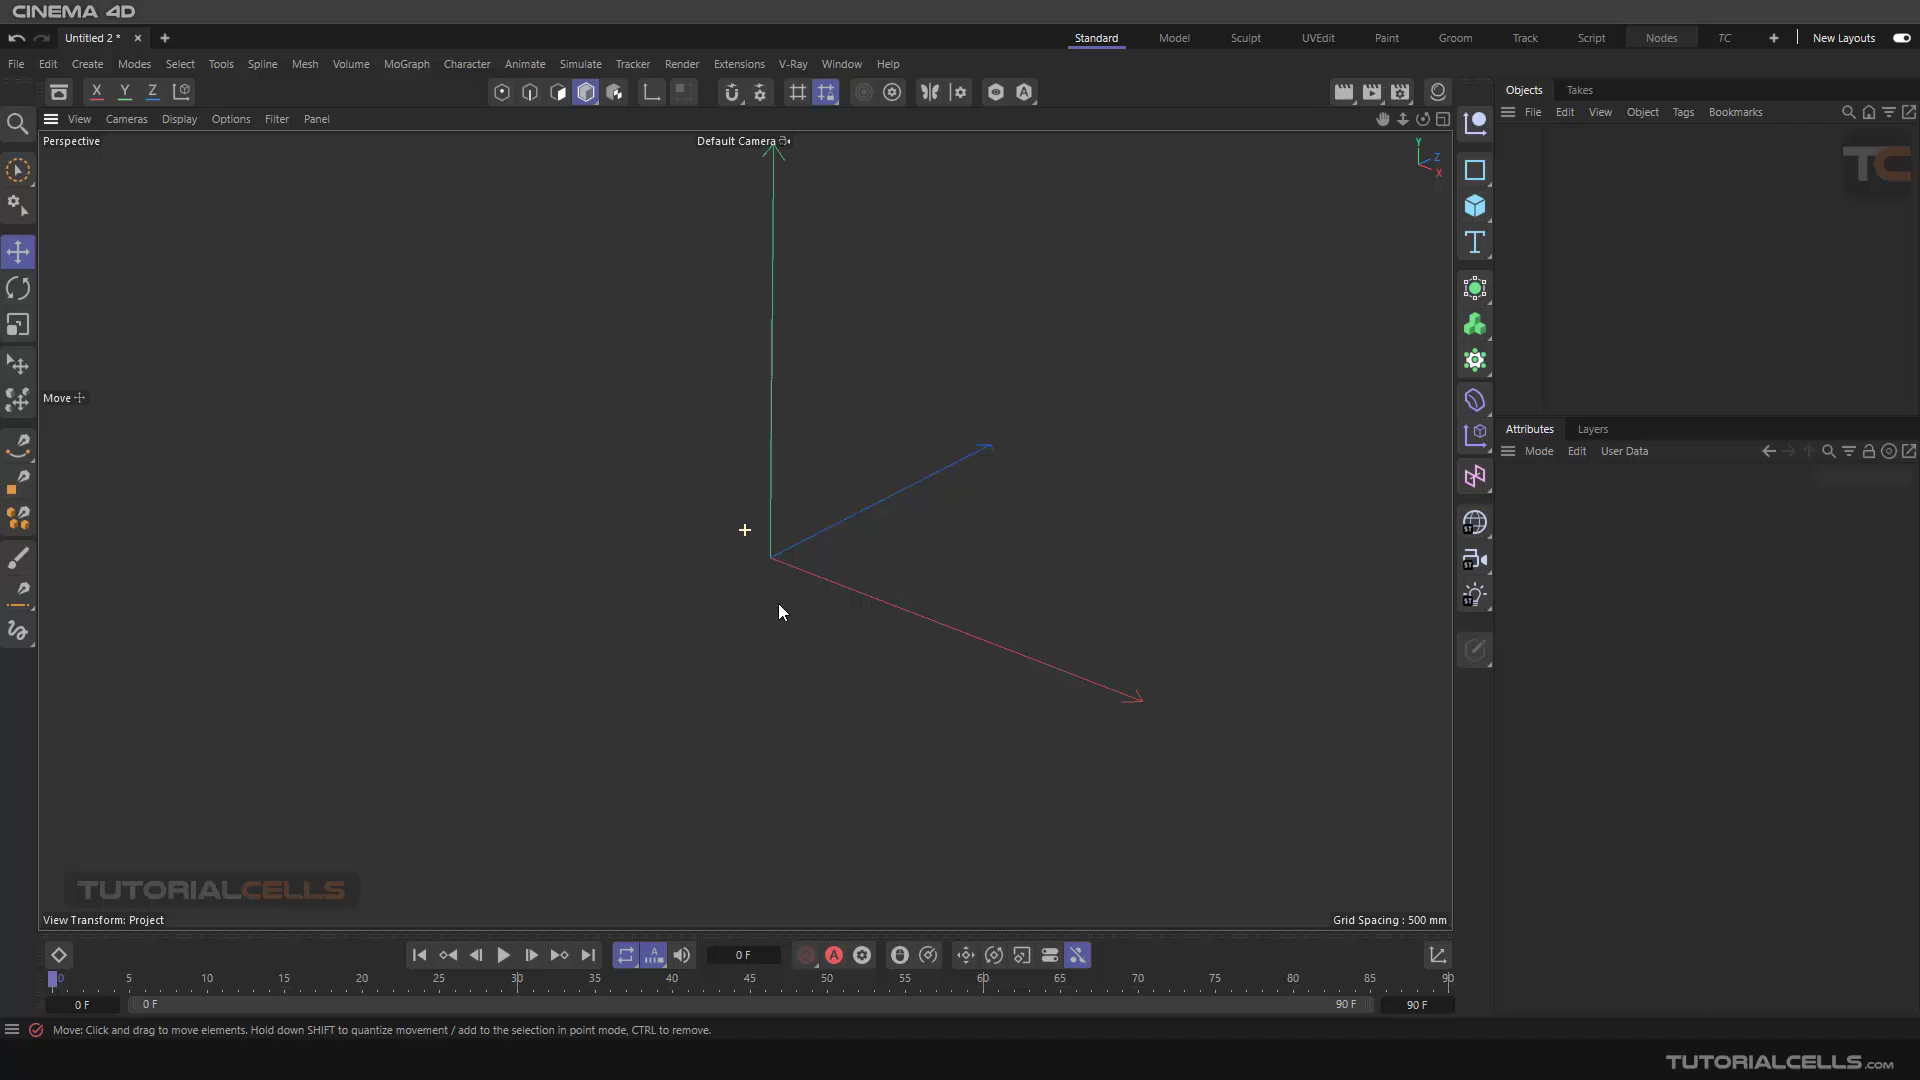 CINEMA 4D
Untitled 2 *
Standard Model Sculpt UVEdit Paint Groom Track Script Nodes TC New Layouts
File Edit Create Modes Select Tools Spline Mesh Volume MoGraph Character Animate Simulate Tracker Render Extensions V-Ray Window Help
X Y Z
Objects Takes
File Edit View Object Tags Bookmarks
View Cameras Display Options Filter Panel
Perspective
Default Camera
Y
Z
X
TC
Move
Attributes Layers
Mode Edit User Data
ST
ST
ST
TUTORIALCELLS
View Transform: Project
Grid Spacing : 500 mm
0 F
0 5 10 15 20 25 30 35 40 45 50 55 60 65 70 75 80 85 90
0 F 0 F 90 F 90 F
Move: Click and drag to move elements. Hold down SHIFT to quantize movement / add to the selection in point mode, CTRL to remove.
TUTORIALCELLS.com